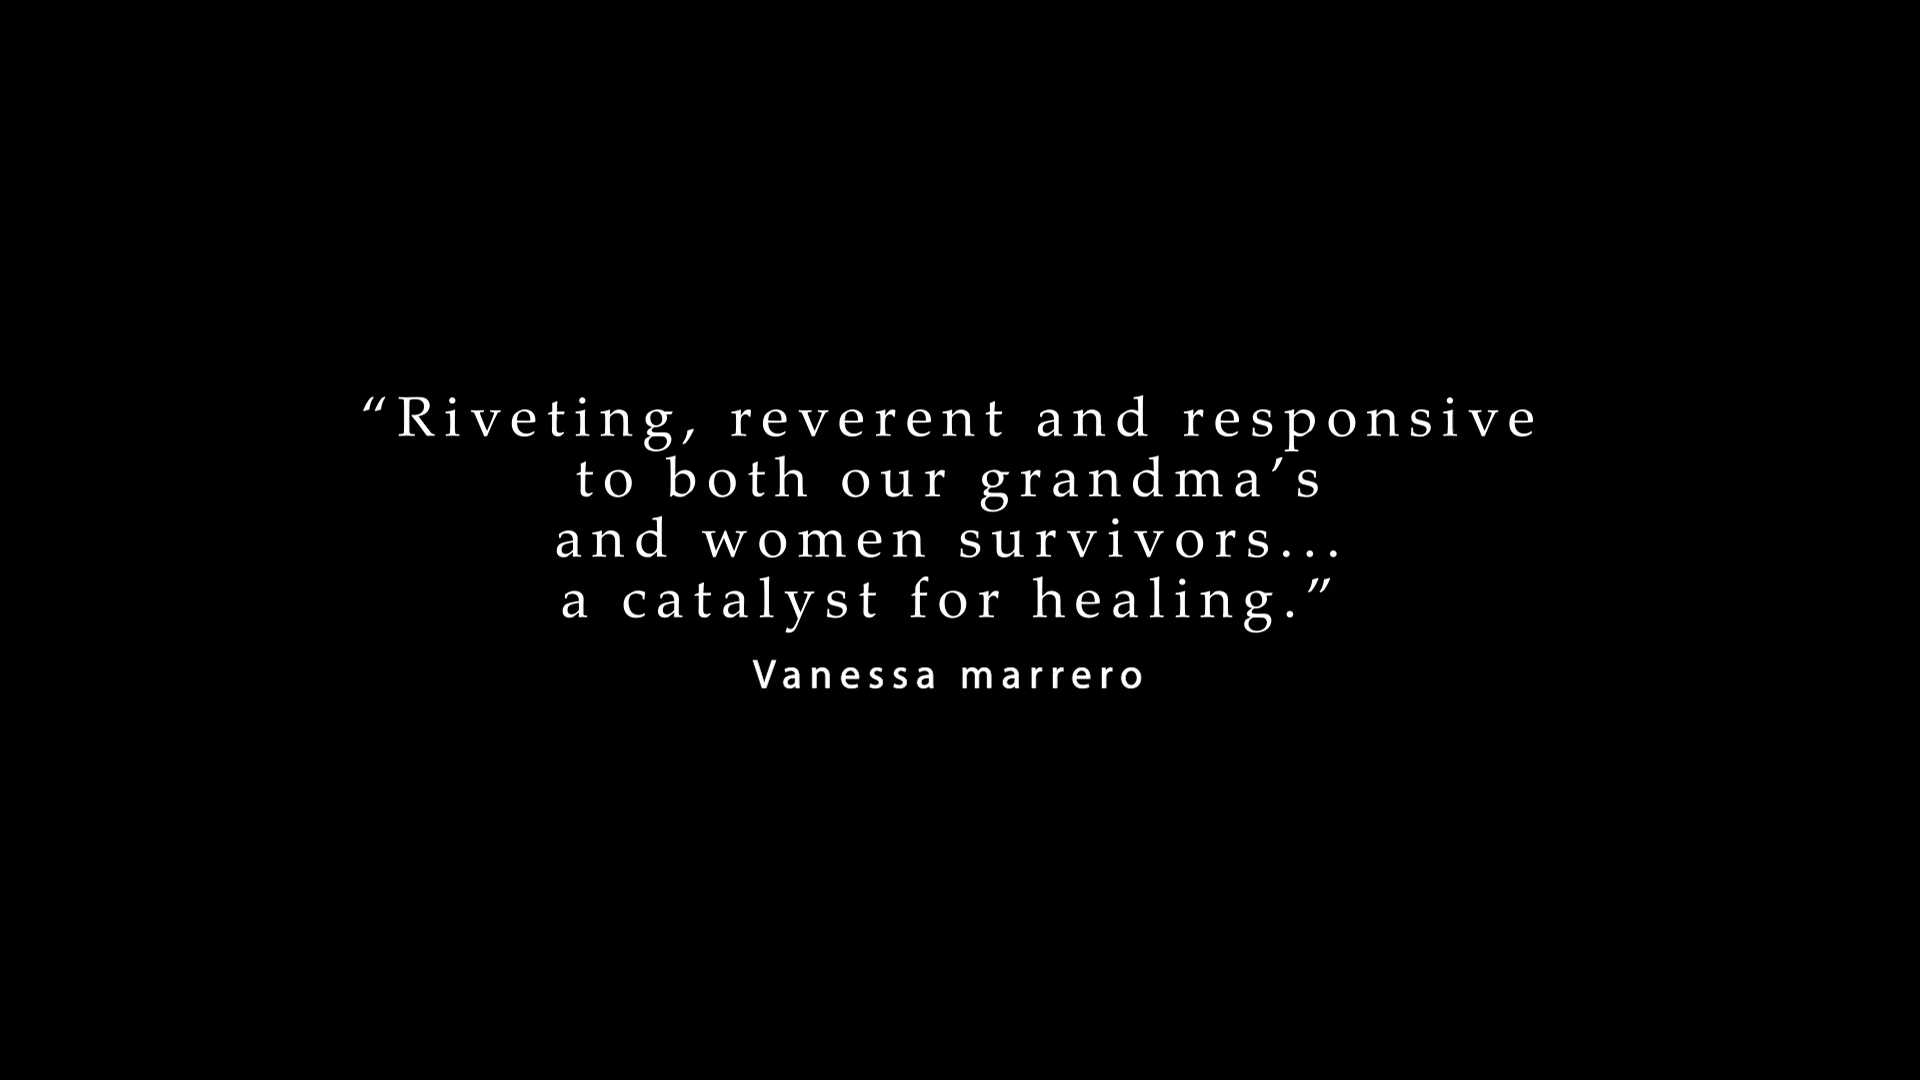 “Riveting, reverent and responsive
to both our grandma’s
and women survivors...
a catalyst for healing.”
Vanessa marrero